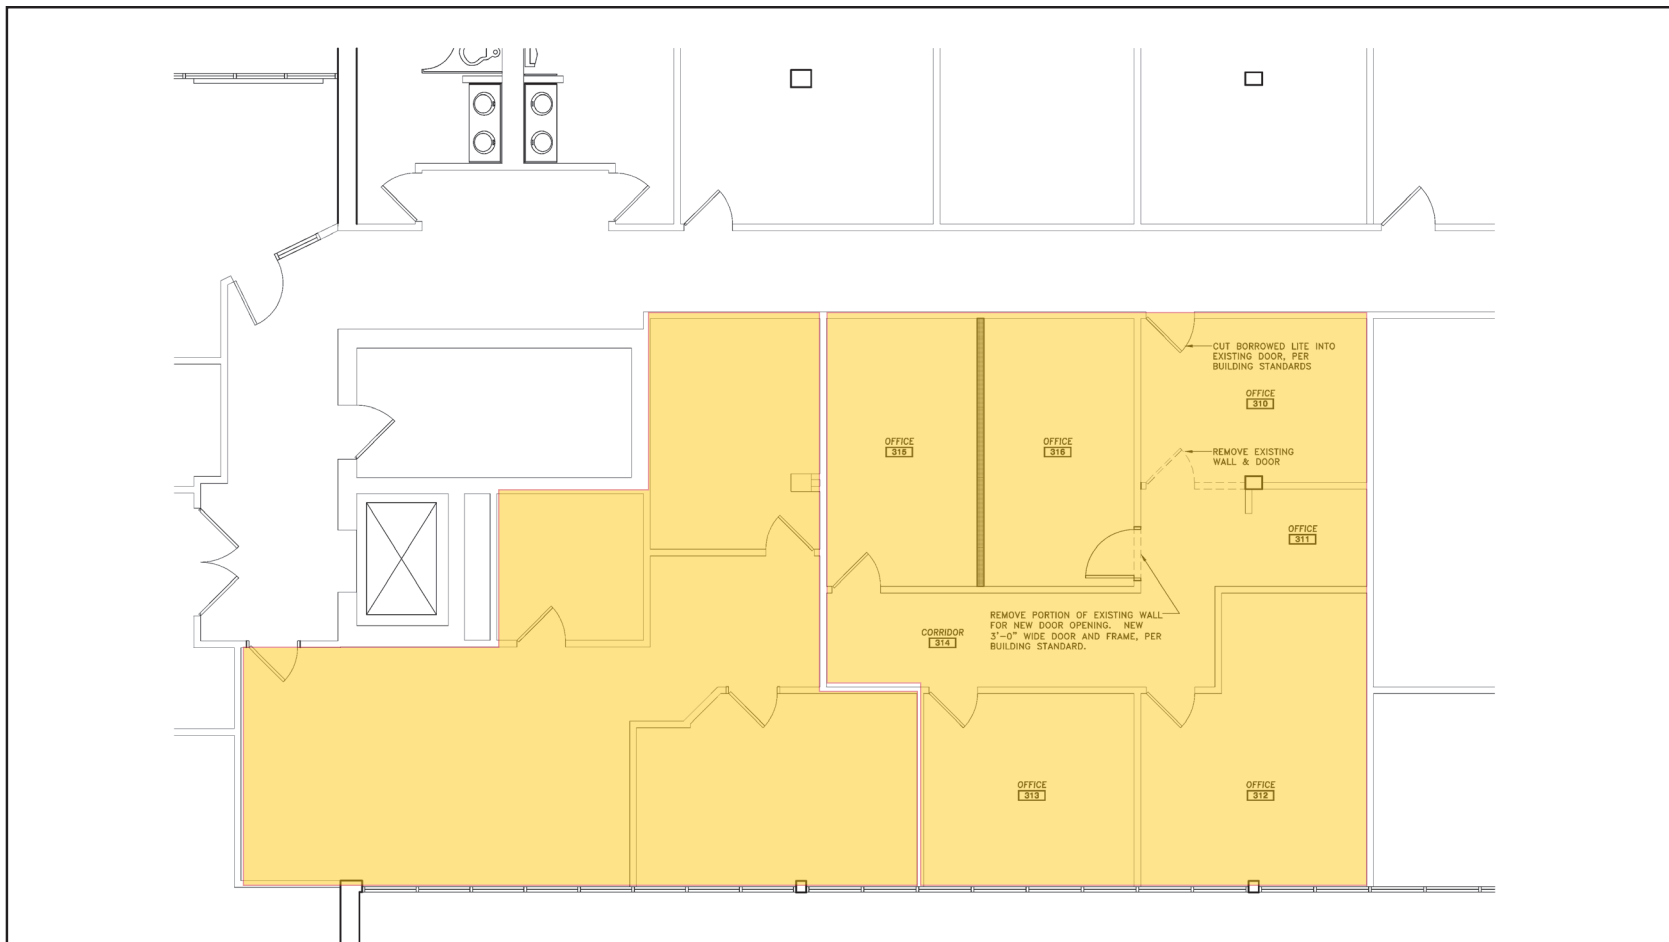 CUT BORROWED LITE INTO
EXISTING DOOR, PER
BUILDING STANDARDS
OFFICE
310
OFFICE
315
OFFICE
316
REMOVE EXISTING
WALL & DOOR
OFFICE
311
REMOVE PORTION OF EXISTING WALL
FOR NEW DOOR OPENING. NEW
3'-0" WIDE DOOR AND FRAME, PER
BUILDING STANDARD.
CORRIDOR
314
OFFICE
313
OFFICE
312